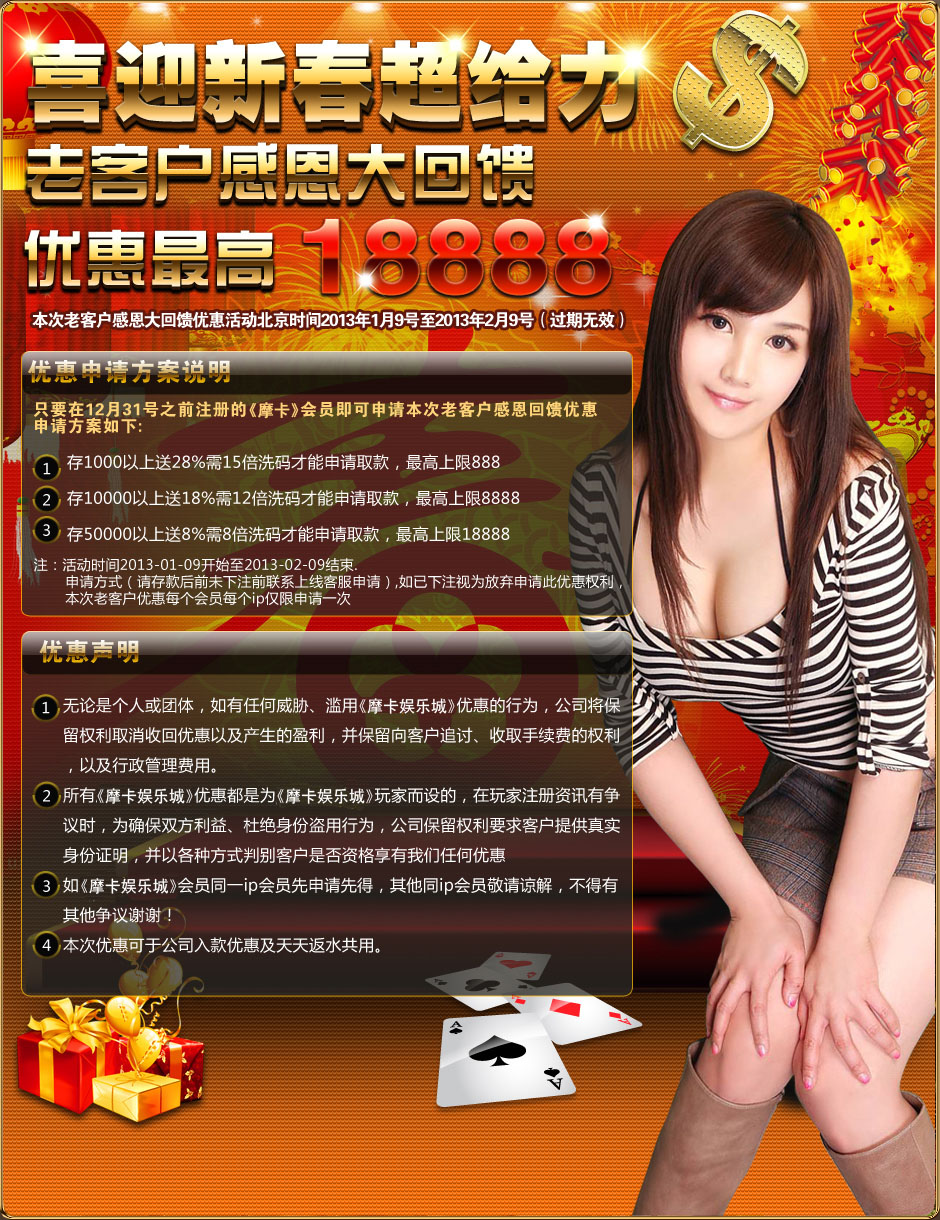 喜迎新春超给力
老客户感恩大回馈
优惠最高 18888
本次老客户感恩大回馈优惠活动北京时间2013年1月9号至2013年2月9号（过期无效）
优惠申请方案说明
只要在12月31号之前注册的《摩卡》会员即可申请本次老客户感恩回馈优惠
申请方案如下:
1 存1000以上送28%需15倍洗码才能申请取款，最高上限888
2 存10000以上送18%需12倍洗码才能申请取款，最高上限8888
3 存50000以上送8%需8倍洗码才能申请取款，最高上限18888
注：活动时间2013-01-09开始至2013-02-09结束.
申请方式（请存款后前未下注前联系上线客服申请）,如已下注视为放弃申请此优惠权利，
本次老客户优惠每个会员每个ip仅限申请一次
优惠声明
1 无论是个人或团体，如有任何威胁、滥用《摩卡娱乐城》优惠的行为，公司将保
留权利取消收回优惠以及产生的盈利，并保留向客户追讨、收取手续费的权利
，以及行政管理费用。
2 所有《摩卡娱乐城》优惠都是为《摩卡娱乐城》玩家而设的，在玩家注册资讯有争
议时，为确保双方利益、杜绝身份盗用行为，公司保留权利要求客户提供真实
身份证明，并以各种方式判别客户是否资格享有我们任何优惠
3 如《摩卡娱乐城》会员同一ip会员先申请先得，其他同ip会员敬请谅解，不得有
其他争议谢谢！
4 本次优惠可于公司入款优惠及天天返水共用。
A
A
A